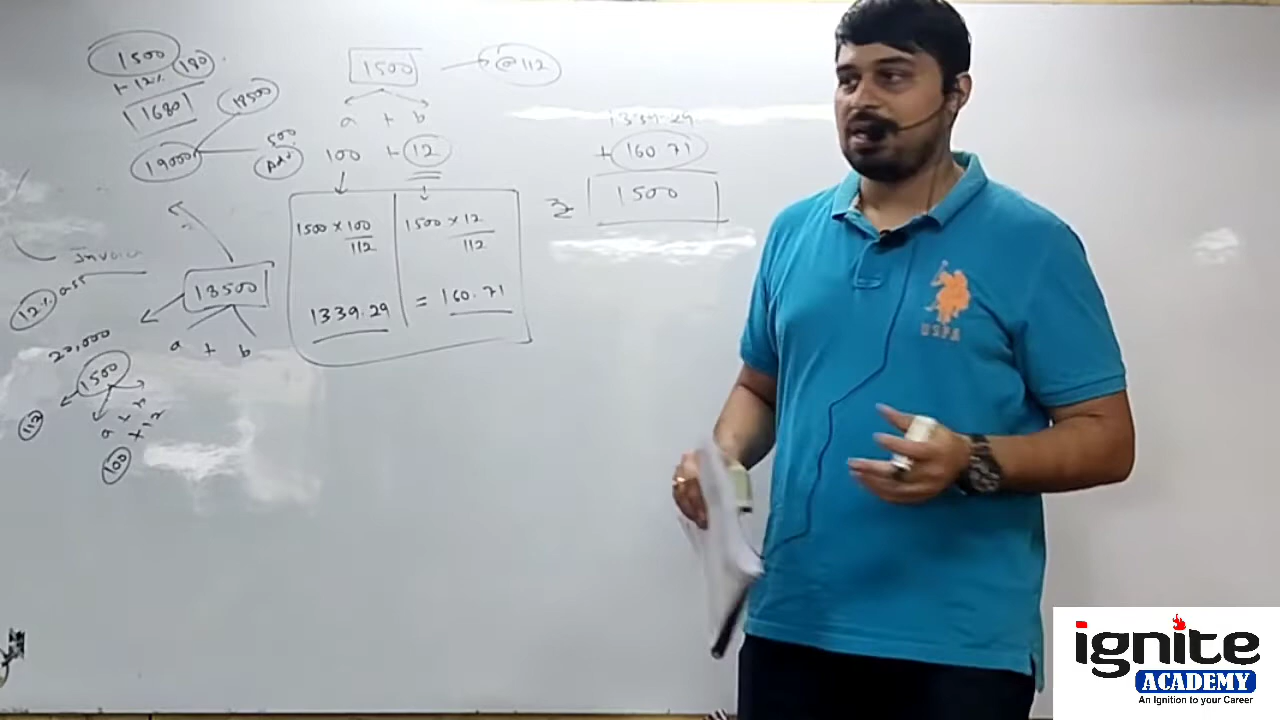 1500
+12% 180
1680
18500
19000
500
Adv
Invoice
12% GST
13500
a + b
20,000
1500
112
a + b
100 + 12
1500 @112
a + b
100 + 12
1500 × 100 1500 × 12
112 112
1339.29 = 160.71
1339.29
+ 160.71
1500
USPA
ignite
ACADEMY
An Ignition to your Career